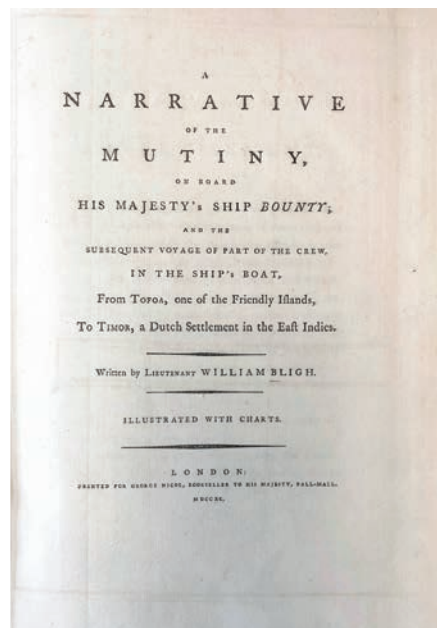 A
NARRATIVE
OF THE
MUTINY,
ON BOARD
HIS MAJESTY's SHIP BOUNTY;
AND THE
SUBSEQUENT VOYAGE OF PART OF THE CREW,
IN THE SHIP's BOAT,
From TOFOA, one of the Friendly Iſlands,
To TIMOR, a Dutch Settlement in the Eaſt Indies.
Written by LIEUTENANT WILLIAM BLIGH.
ILLUSTRATED WITH CHARTS.
LONDON:
PRINTED FOR GEORGE NICOL, BOOKSELLER TO HIS MAJESTY, PALL-MALL.
MDCCXC.